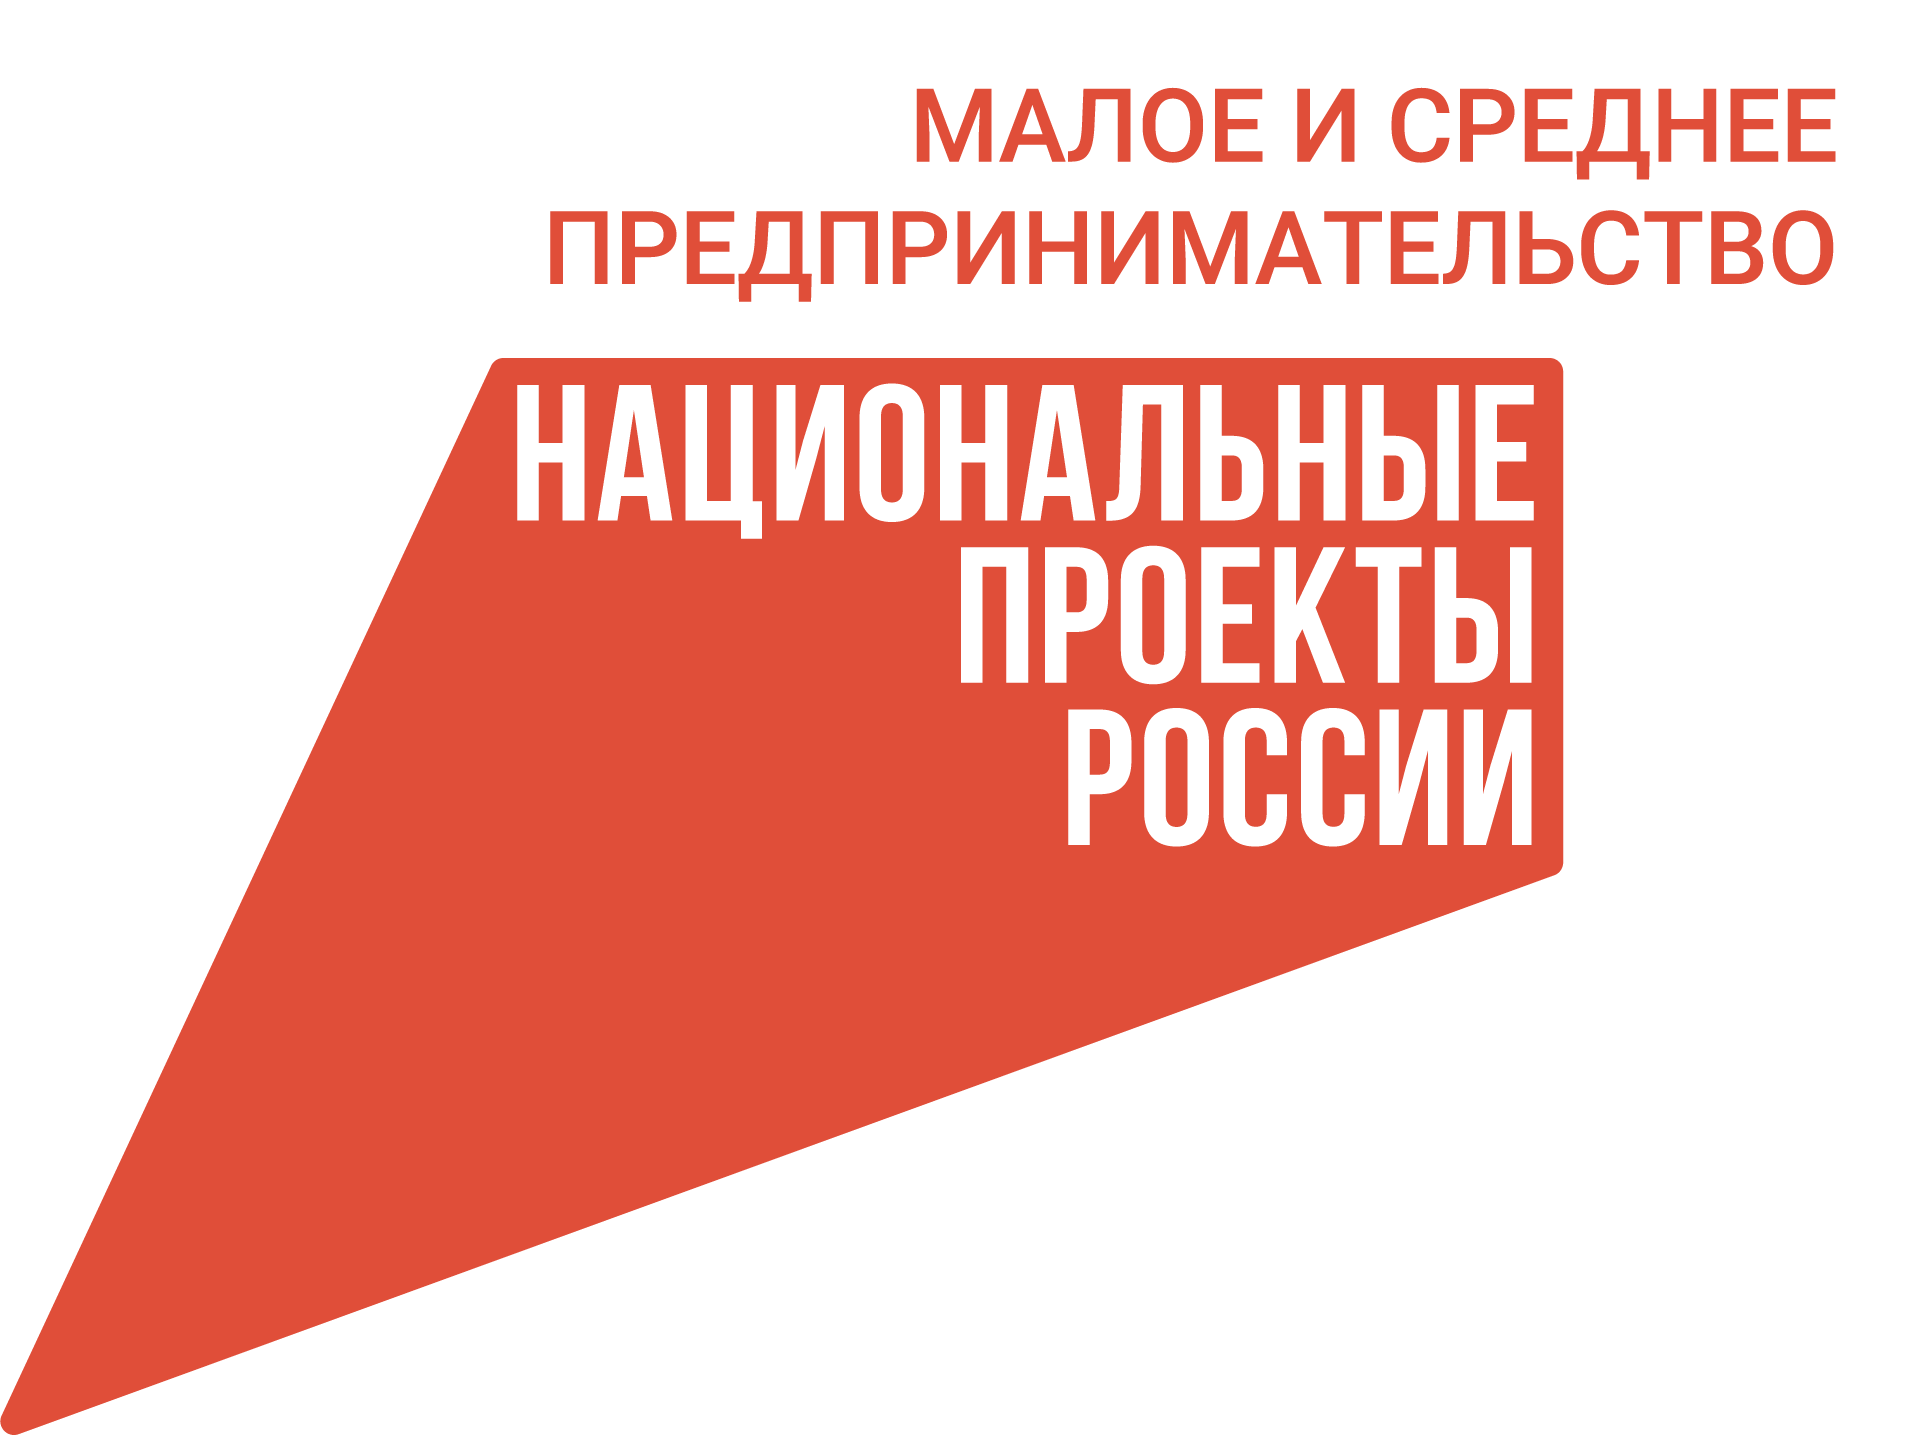 МАЛОЕ И СРЕДНЕЕ
ПРЕДПРИНИМАТЕЛЬСТВО
НАЦИОНАЛЬНЫЕ
ПРОЕКТЫ
РОССИИ